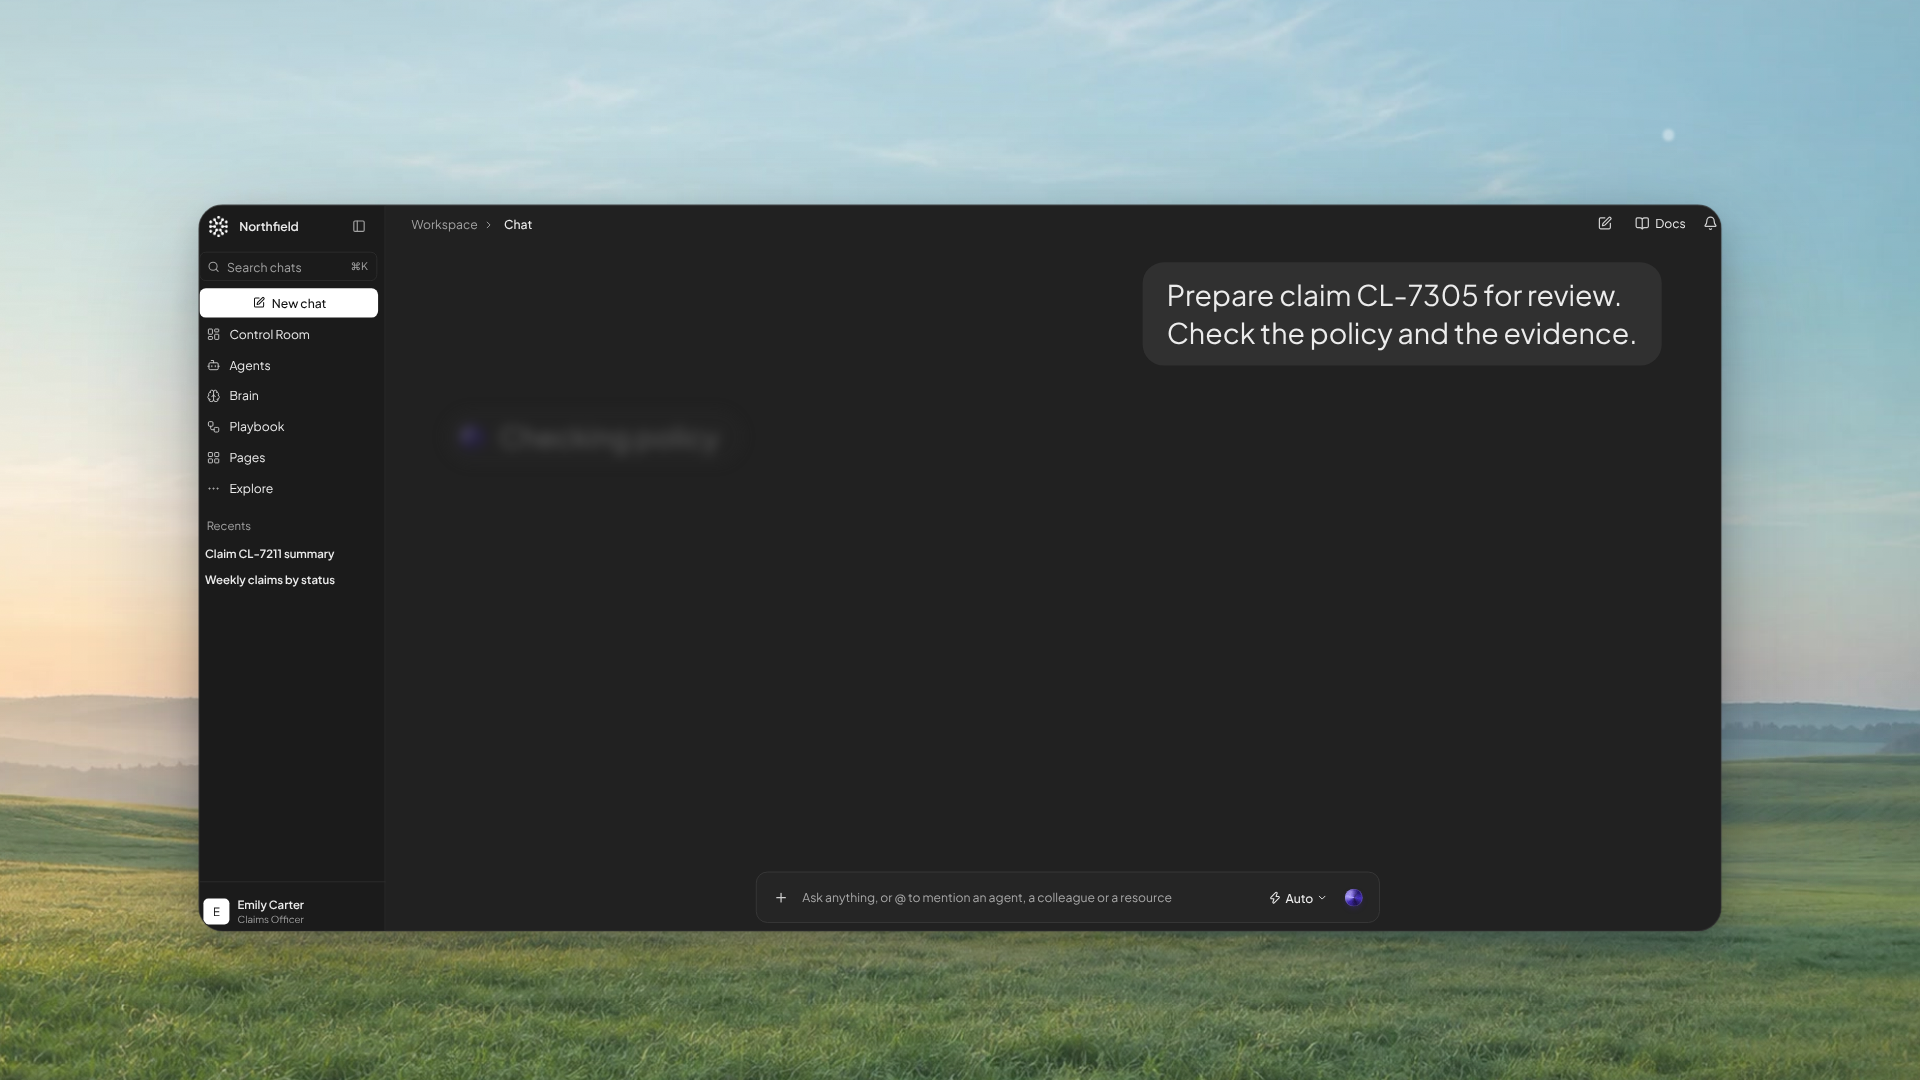 Northfield
Search chats ⌘K
New chat
Control Room
Agents
Brain
Playbook
Pages
Explore
Recents
Claim CL-7211 summary
Weekly claims by status
E
Emily Carter
Claims Officer
Workspace > Chat
Docs
Prepare claim CL-7305 for review.
Check the policy and the evidence.
Checking policy
Ask anything, or @ to mention an agent, a colleague or a resource
Auto